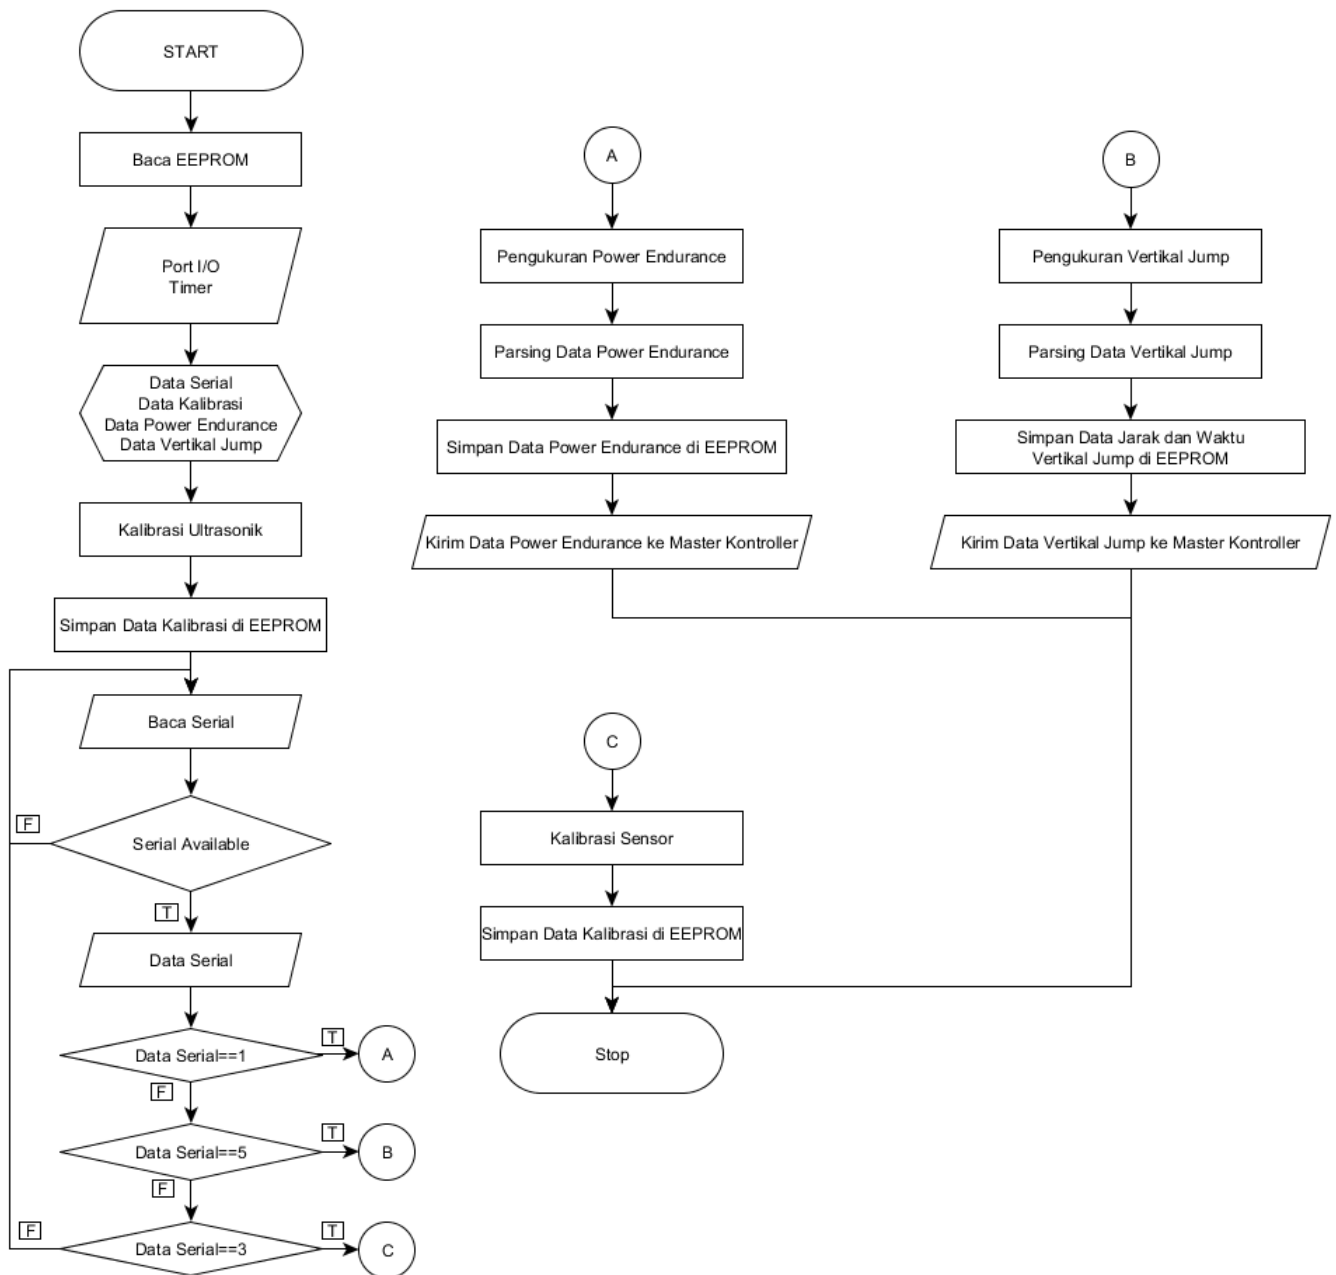 START
Baca EEPROM
Port I/O
Timer
Data Serial
Data Kalibrasi
Data Power Endurance
Data Vertikal Jump
Kalibrasi Ultrasonik
Simpan Data Kalibrasi di EEPROM
Baca Serial
F
Serial Available
T
Data Serial
Data Serial==1
T
A
F
Data Serial==5
T
B
F
F
Data Serial==3
T
C
A
Pengukuran Power Endurance
Parsing Data Power Endurance
Simpan Data Power Endurance di EEPROM
Kirim Data Power Endurance ke Master Kontroller
B
Pengukuran Vertikal Jump
Parsing Data Vertikal Jump
Simpan Data Jarak dan Waktu
Vertikal Jump di EEPROM
Kirim Data Vertikal Jump ke Master Kontroller
C
Kalibrasi Sensor
Simpan Data Kalibrasi di EEPROM
Stop